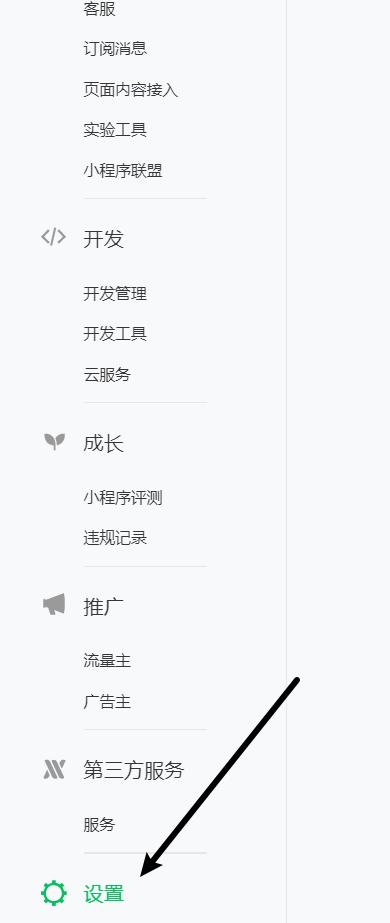 客服
订阅消息
页面内容接入
实验工具
小程序联盟
开发
开发管理
开发工具
云服务
成长
小程序评测
违规记录
推广
流量主
广告主
第三方服务
服务
设置